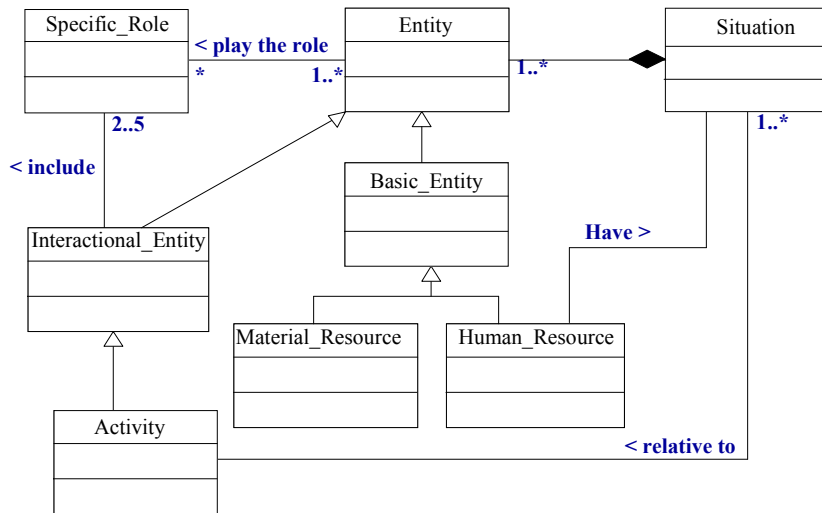 Specific_Role
Entity
Situation
< play the role
*
1..*
1..*
2..5
1..*
< include
Basic_Entity
Interactional_Entity
Have >
Material_Resource
Human_Resource
Activity
< relative to